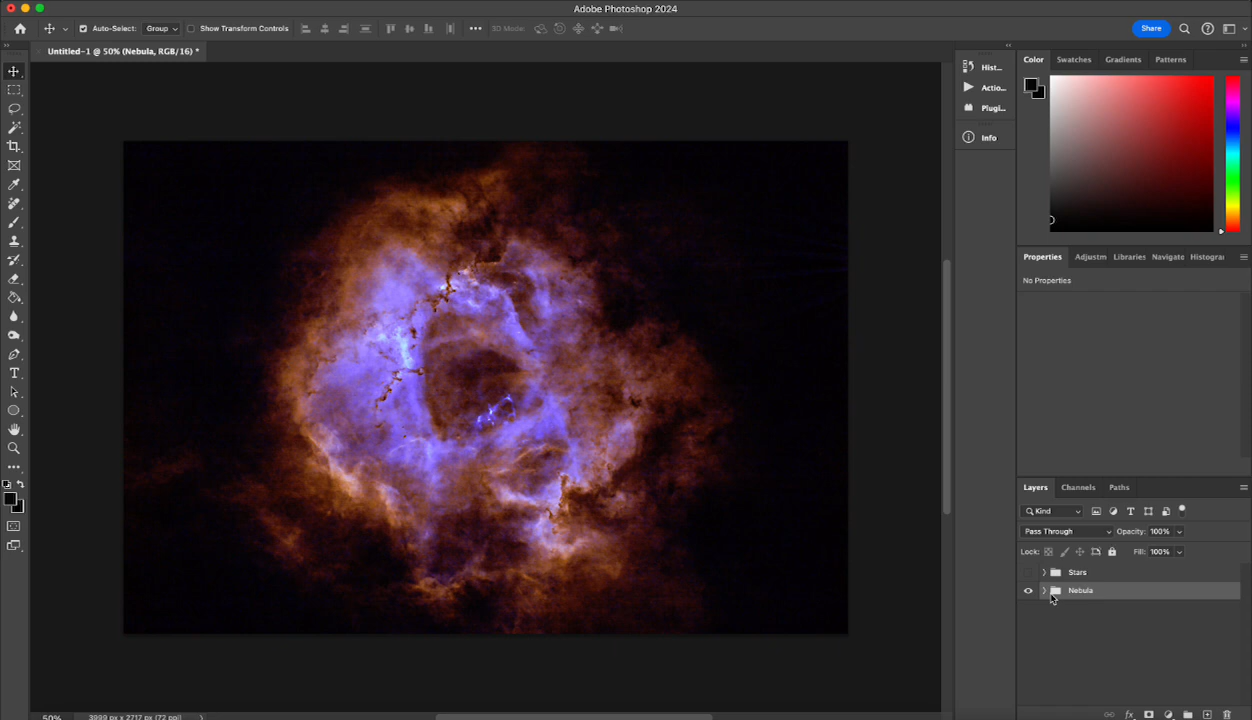 Adobe Photoshop 2024
Auto-Select: Group Show Transform Controls 3D Mode: Share
Untitled-1 @ 50% (Nebula, RGB/16) *
Hist...
Actio...
Plugi...
Info
Color Swatches Gradients Patterns
Properties Adjustm Libraries Navigate Histogra
No Properties
Layers Channels Paths
Kind
Pass Through Opacity: 100%
Lock: Fill: 100%
Stars
Nebula
50% 3999 px x 2717 px (72 ppi)